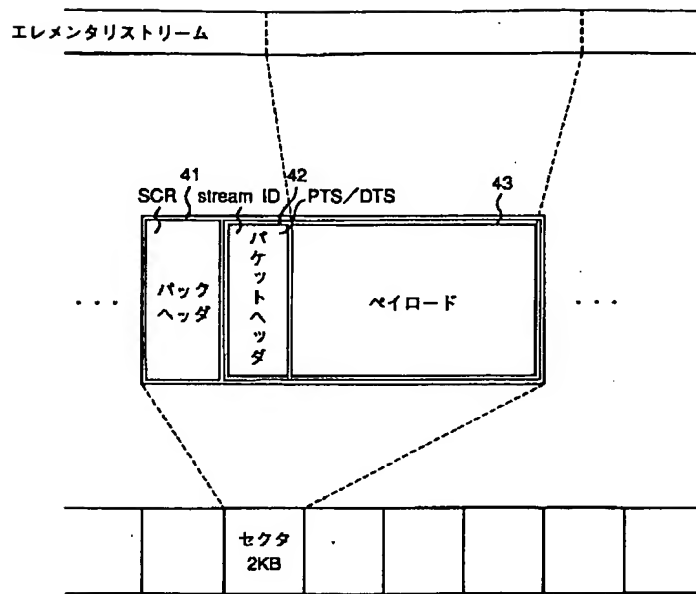 エレメンタリストリーム
41
42
43
SCR
stream ID
PTS/DTS
パック
ヘッダ
パケットヘッダ
ペイロード
...
...
セクタ
2KB